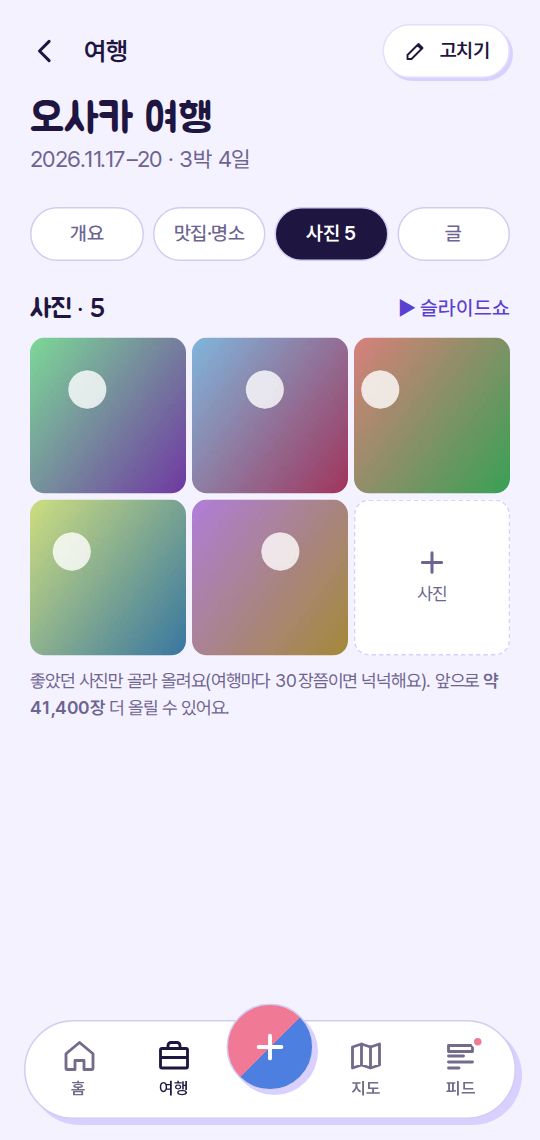 여행
고치기
오사카 여행
2026.11.17–20 · 3박 4일
개요
맛집·명소
사진 5
글
사진 · 5
▶ 슬라이드쇼
사진
좋았던 사진만 골라 올려요(여행마다 30장쯤이면 넉넉해요). 앞으로 약
41,400장 더 올릴 수 있어요.
홈
여행
지도
피드